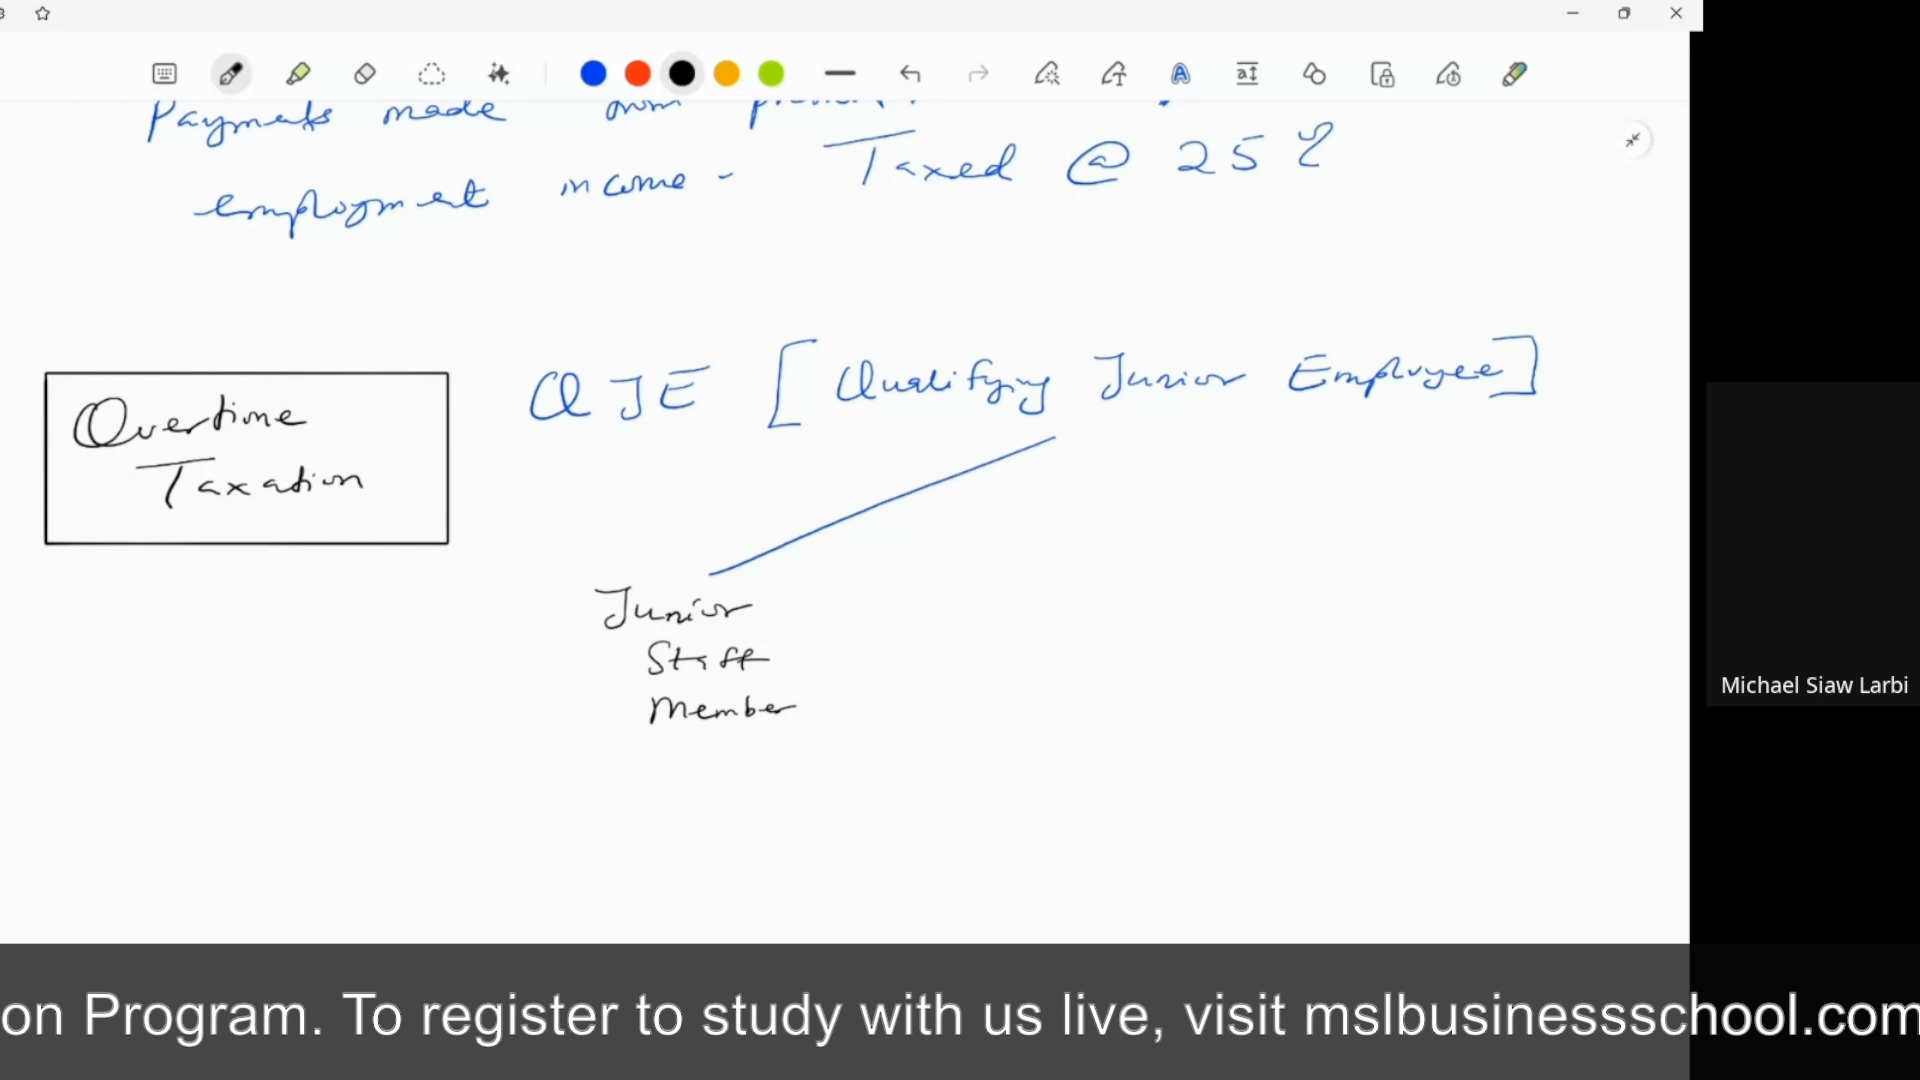 Payments made from
Taxed @ 25%
employment income -
QJE [Qualifying Junior Employee]
Overtime
Taxation
Junior
Staff
Member
Michael Siaw Larbi
on Program. To register to study with us live, visit mslbusinessschool.com